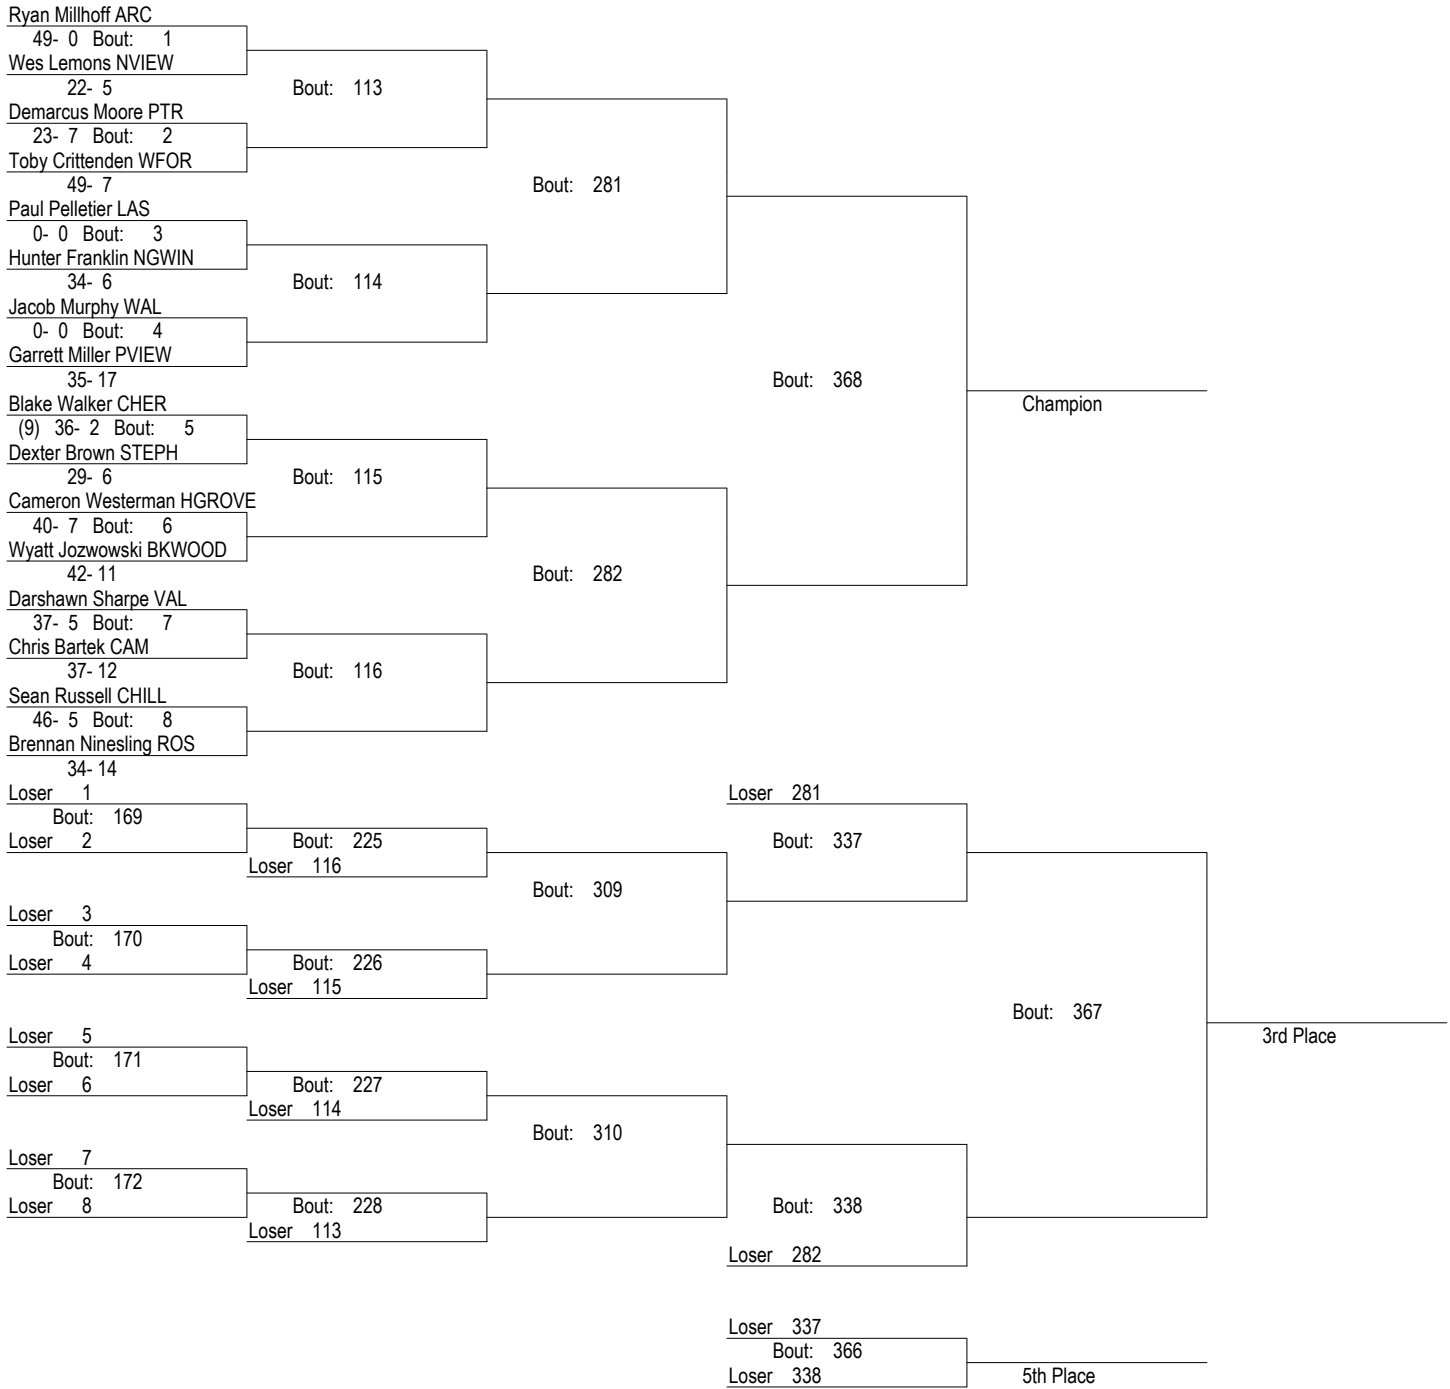 Ryan Millhoff ARC
49- 0 Bout: 1
Wes Lemons NVIEW
22- 5
Bout: 113
Demarcus Moore PTR
23- 7 Bout: 2
Toby Crittenden WFOR
49- 7
Bout: 281
Paul Pelletier LAS
0- 0 Bout: 3
Hunter Franklin NGWIN
34- 6
Bout: 114
Jacob Murphy WAL
0- 0 Bout: 4
Garrett Miller PVIEW
35- 17
Bout: 368
Blake Walker CHER
Champion
(9) 36- 2 Bout: 5
Dexter Brown STEPH
29- 6
Bout: 115
Cameron Westerman HGROVE
40- 7 Bout: 6
Wyatt Jozwowski BKWOOD
42- 11
Bout: 282
Darshawn Sharpe VAL
37- 5 Bout: 7
Chris Bartek CAM
37- 12
Bout: 116
Sean Russell CHILL
46- 5 Bout: 8
Brennan Ninesling ROS
34- 14
Loser 1
Loser 281
Bout: 169
Loser 2
Bout: 225
Bout: 337
Loser 116
Bout: 309
Loser 3
Bout: 170
Loser 4
Bout: 226
Loser 115
Bout: 367
Loser 5
3rd Place
Bout: 171
Loser 6
Bout: 227
Loser 114
Bout: 310
Loser 7
Bout: 172
Loser 8
Bout: 228
Bout: 338
Loser 113
Loser 282
Loser 337
Bout: 366
Loser 338
5th Place